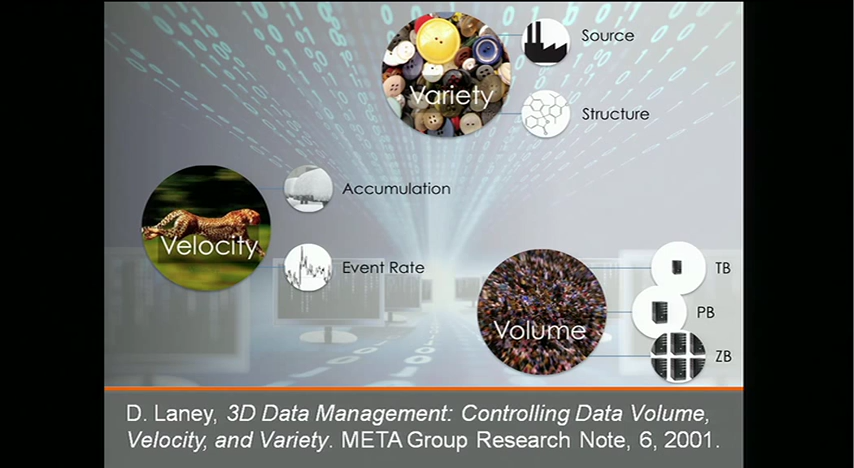 Variety
Source
Structure
Velocity
Accumulation
Event Rate
Volume
TB
PB
ZB
D. Laney, 3D Data Management: Controlling Data Volume,
Velocity, and Variety. META Group Research Note, 6, 2001.